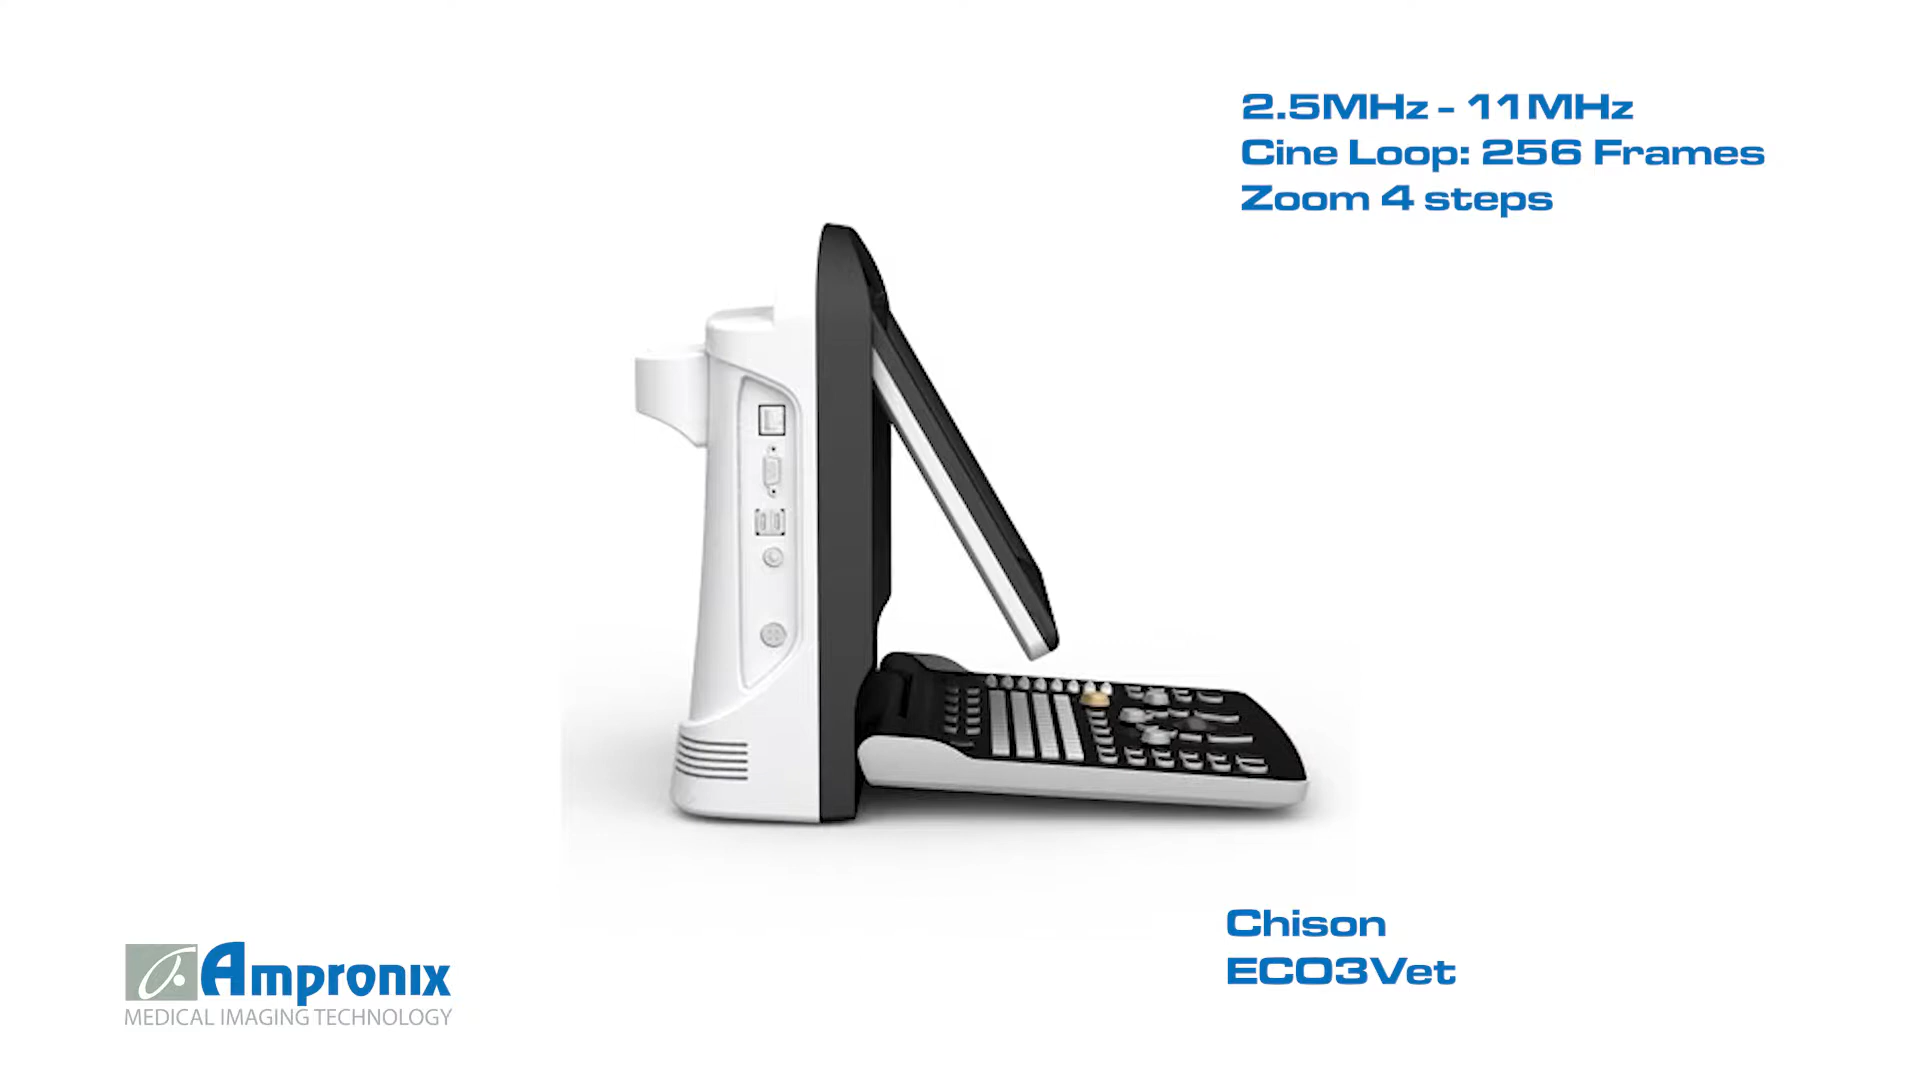 2.5MHz - 11MHz
Cine Loop: 256 Frames
Zoom 4 steps
Chison
ECO3Vet
Ampronix
MEDICAL IMAGING TECHNOLOGY